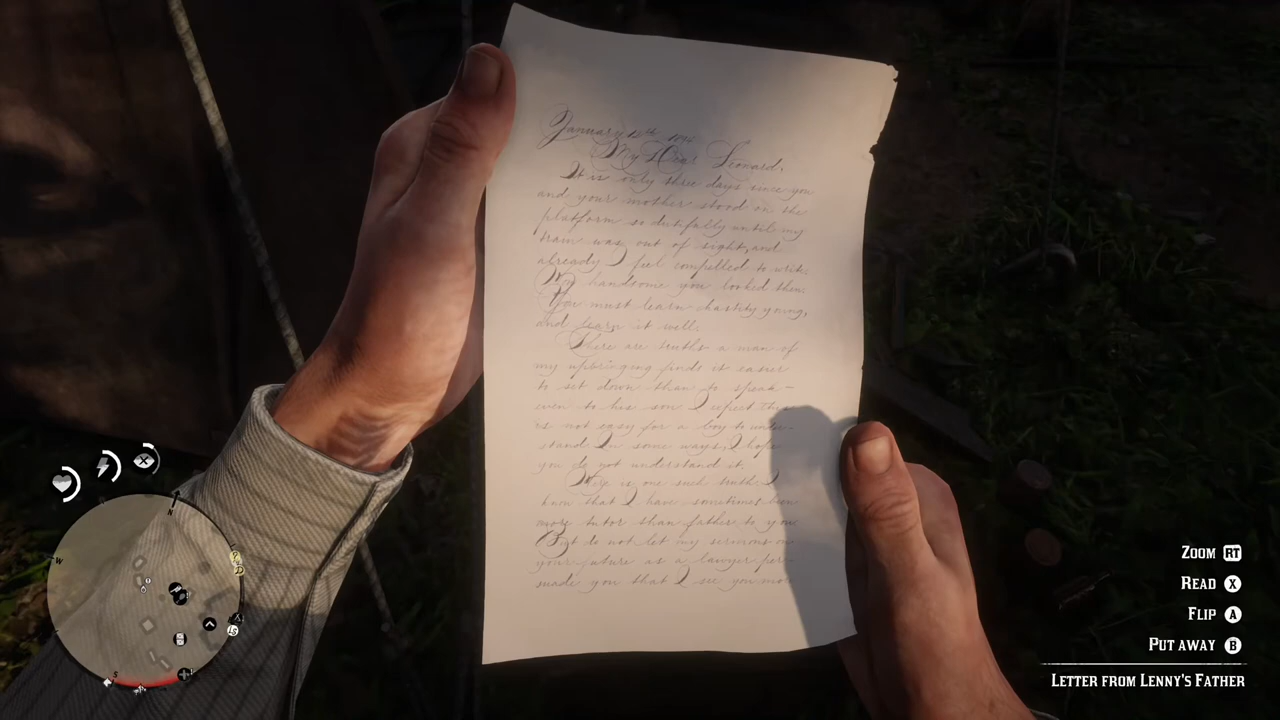 January 12th
My Dear Leonard,
It is only three days since you
and your mother stood on the
platform so dutifully until my
train was out of sight, and
already I feel compelled to write.
My handsome you looked then.
You must learn chastity young,
and learn it well.
There are truths a man of
my upbringing finds it easier
to set down than to speak —
even to his son I expect this
is not easy for a boy to under-
stand In some ways, I hope
you do not understand it.
There is one such truth. I
know that I have sometimes been
more tutor than father to you
But do not let my sermons on
your future as a lawyer per-
suade you that I see you more
W
N
S
ZOOM RT
READ X
FLIP A
PUT AWAY B
LETTER FROM LENNY'S FATHER